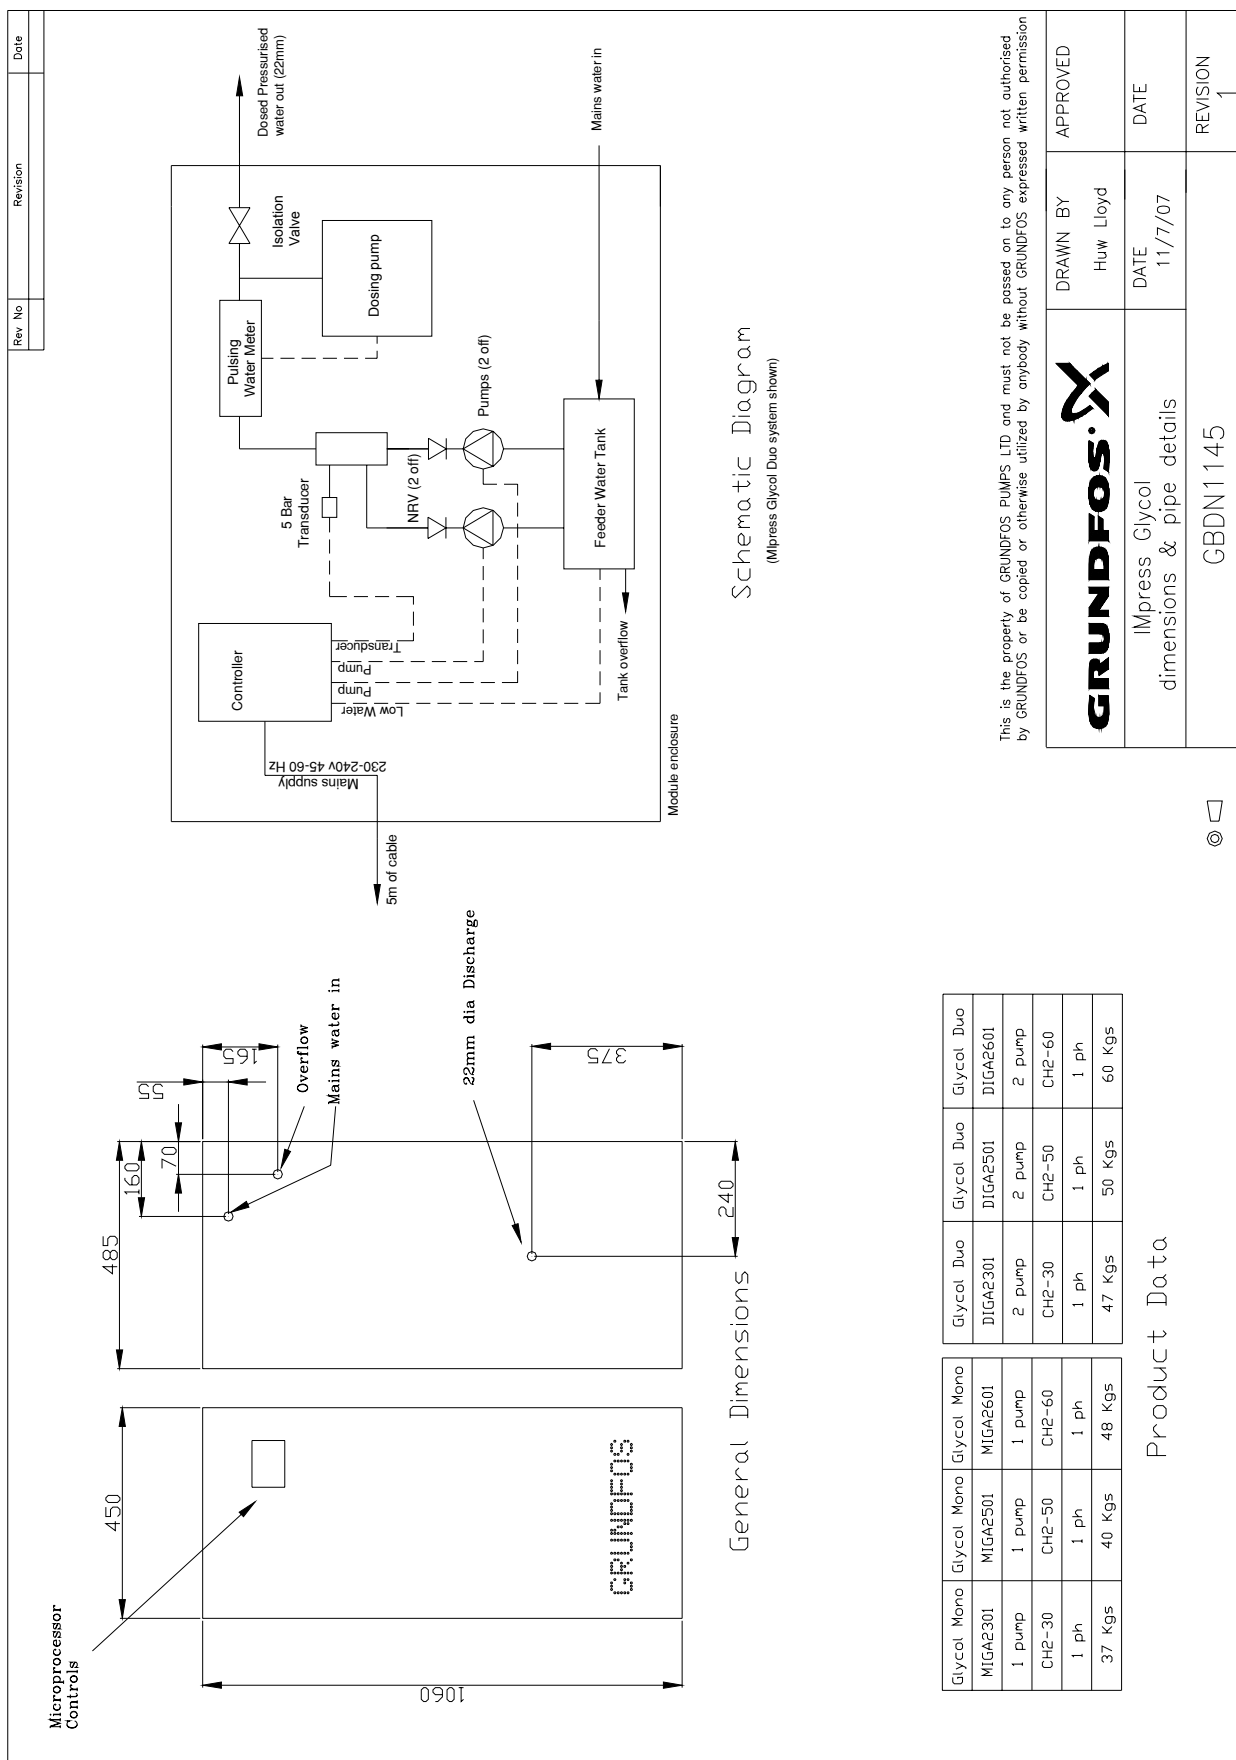 Microprocessor
Controls
450
1060
GRUNDFOS
485
160
70
55
165
Overflow
Mains water in
22mm dia Discharge
375
240
General Dimensions
Controller
Mains supply
230-240v 45-60 Hz
5m of cable
Low Water
Pump
Pump
Transducer
5 Bar
Transducer
NRV (2 off)
Pumps (2 off)
Pulsing
Water Meter
Isolation
Valve
Dosing pump
Dosed Pressurised
water out (22mm)
Mains water in
Feeder Water Tank
Tank overflow
Module enclosure
Schematic Diagram
(MIpress Glycol Duo system shown)
Rev No Revision Date
Glycol Mono Glycol Mono Glycol Mono Glycol Duo Glycol Duo Glycol Duo
MIGA2301 MIGA2501 MIGA2601 DIGA2301 DIGA2501 DIGA2601
1 pump 1 pump 1 pump 2 pump 2 pump 2 pump
CH2-30 CH2-50 CH2-60 CH2-30 CH2-50 CH2-60
1 ph 1 ph 1 ph 1 ph 1 ph 1 ph
37 Kgs 40 Kgs 48 Kgs 47 Kgs 50 Kgs 60 Kgs
Product Data
This is the property of GRUNDFOS PUMPS LTD and must not be passed on to any person not authorised
by GRUNDFOS or be copied or otherwise utilized by anybody without GRUNDFOS expressed written permission
GRUNDFOS
DRAWN BY
Huw Lloyd
APPROVED
IMpress Glycol
dimensions & pipe details
DATE
11/7/07
DATE
GBDN1145
REVISION
1